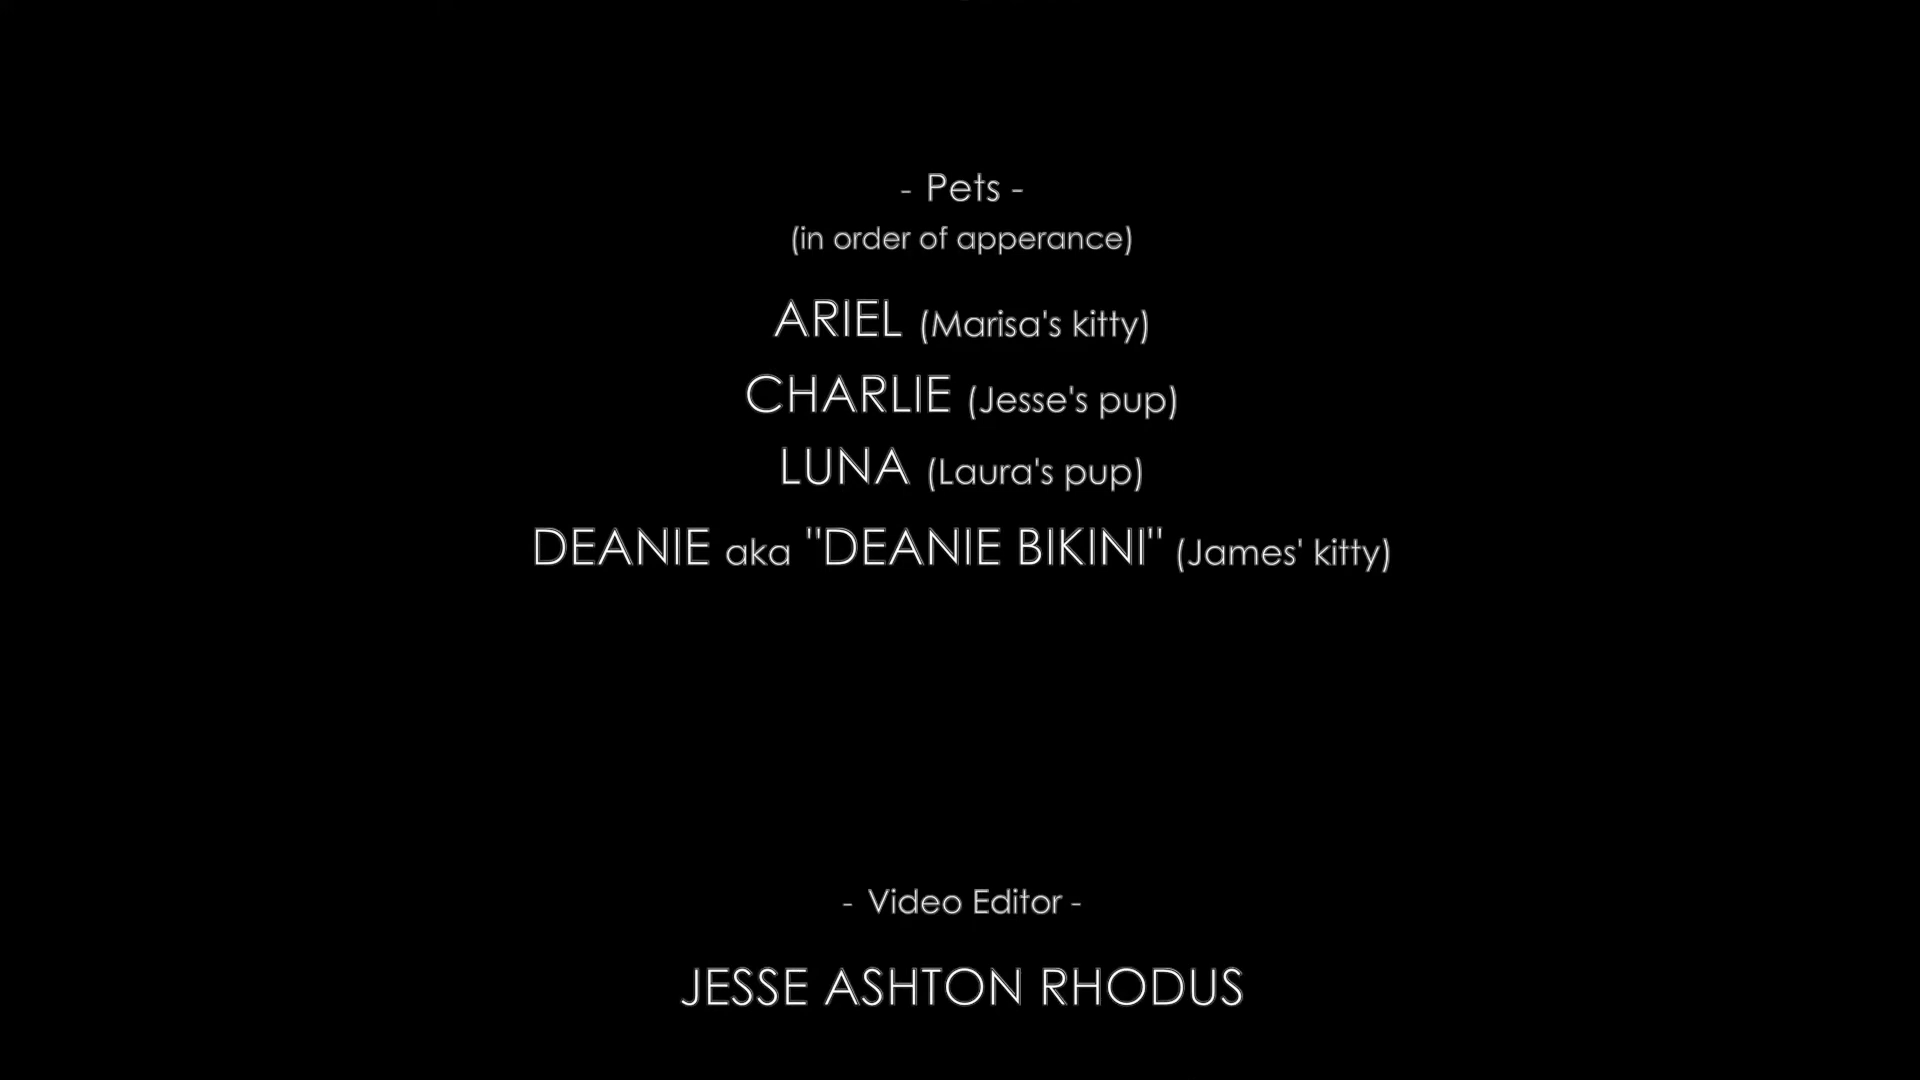 - Pets -
(in order of apperance)
ARIEL (Marisa's kitty)
CHARLIE (Jesse's pup)
LUNA (Laura's pup)
DEANIE aka "DEANIE BIKINI" (James' kitty)
- Video Editor -
JESSE ASHTON RHODUS